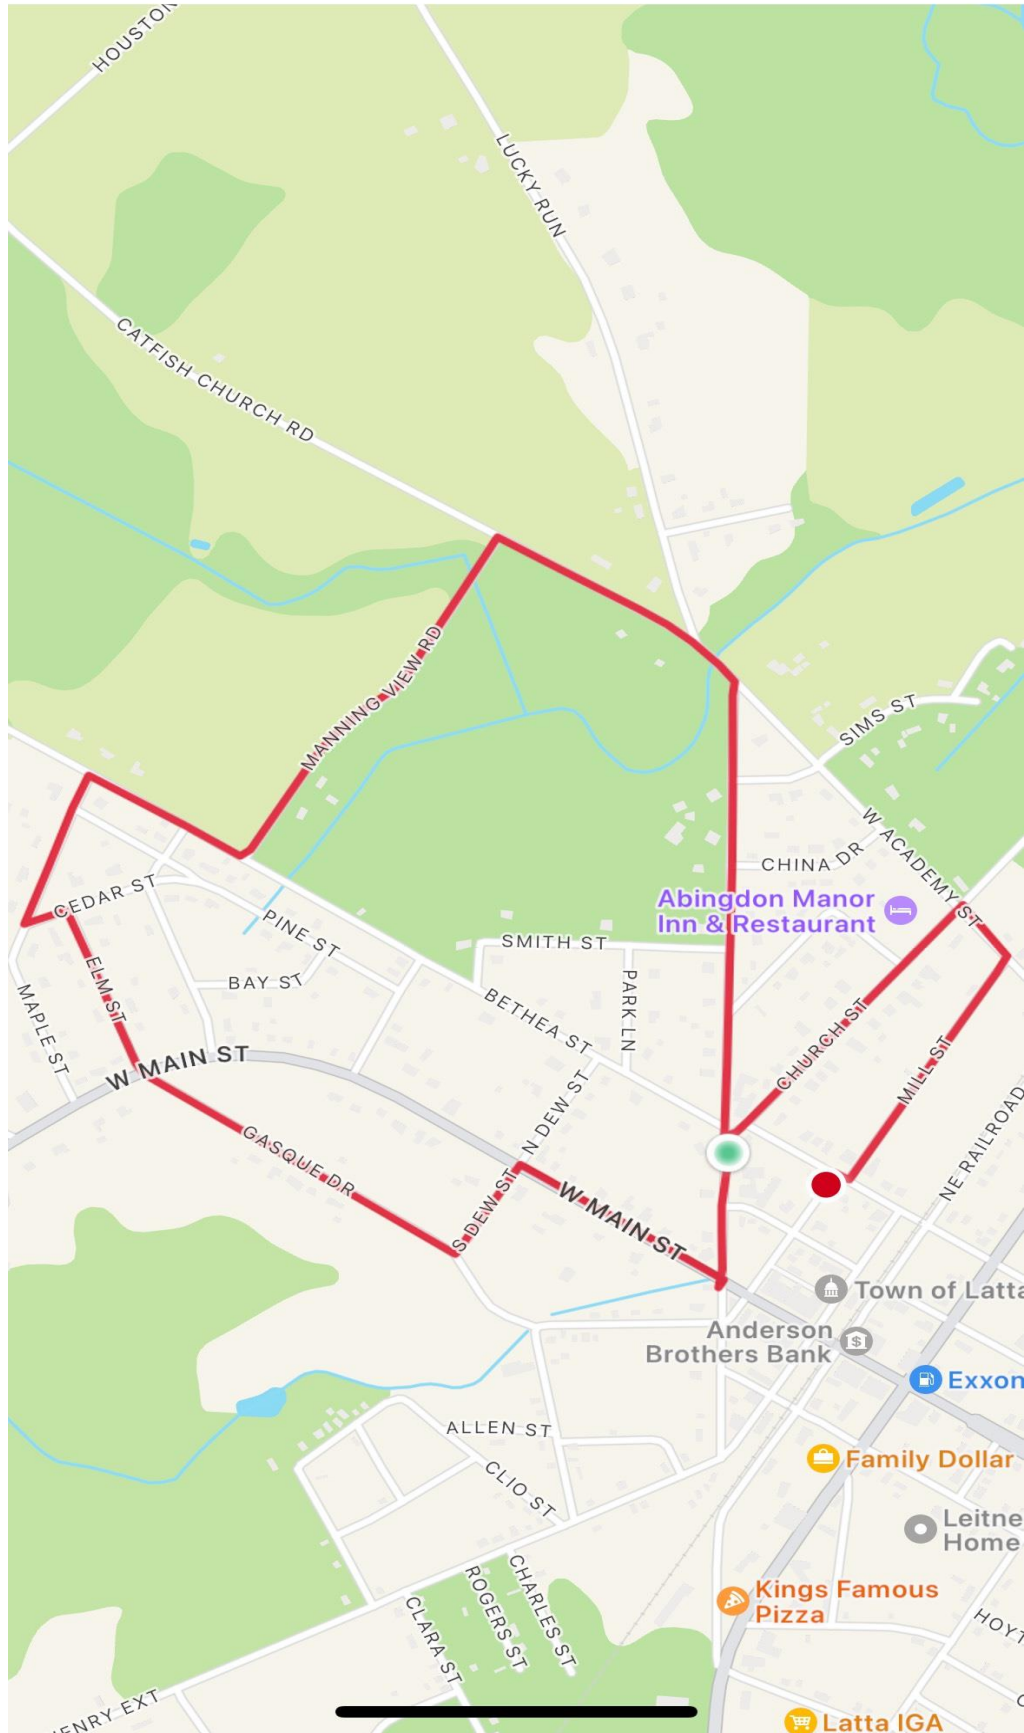 HOUSTON
LUCKY RUN
CATFISH CHURCH RD
MANNING VIEW RD
SIMS ST
W ACADEMY ST
CHINA DR
Abingdon Manor
Inn & Restaurant
CEDAR ST
PINE ST
SMITH ST
ELM ST
BAY ST
PARK LN
MAPLE ST
BETHEA ST
CHURCH ST
MILL ST
W MAIN ST
N DEW ST
NE RAILROAD
GASQUE DR
S DEW ST
W MAIN ST
Town of Latta
Anderson
Brothers Bank
Exxon
ALLEN ST
Family Dollar
CLIO ST
Leitne
Home
CHARLES ST
ROGERS ST
Kings Famous
Pizza
CLARA ST
HOYT
HENRY EXT
Latta IGA